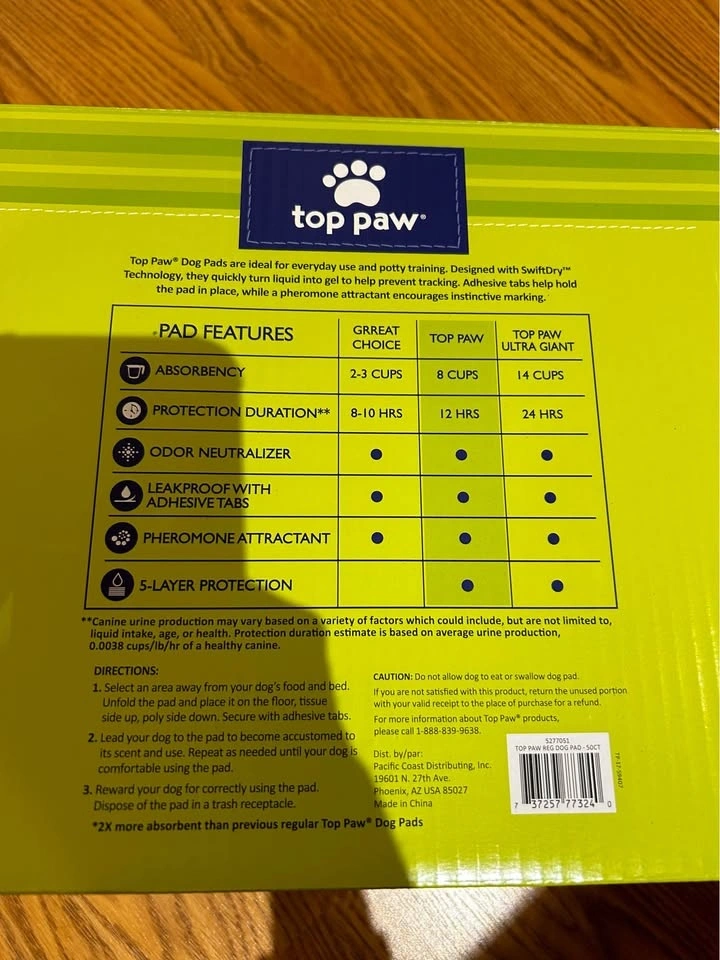 top paw®
Top Paw® Dog Pads are ideal for everyday use and potty training. Designed with SwiftDry™
Technology, they quickly turn liquid into gel to help prevent tracking. Adhesive tabs help hold
the pad in place, while a pheromone attractant encourages instinctive marking.
PAD FEATURES GRREAT CHOICE TOP PAW TOP PAW ULTRA GIANT
ABSORBENCY 2-3 CUPS 8 CUPS 14 CUPS
PROTECTION DURATION** 8-10 HRS 12 HRS 24 HRS
ODOR NEUTRALIZER ● ● ●
LEAKPROOF WITH
ADHESIVE TABS ● ● ●
PHEROMONE ATTRACTANT ● ● ●
5-LAYER PROTECTION ● ●
**Canine urine production may vary based on a variety of factors which could include, but are not limited to,
liquid intake, age, or health. Protection duration estimate is based on average urine production,
0.0038 cups/lb/hr of a healthy canine.
DIRECTIONS:
1. Select an area away from your dog's food and bed.
Unfold the pad and place it on the floor, tissue
side up, poly side down. Secure with adhesive tabs.
2. Lead your dog to the pad to become accustomed to
its scent and use. Repeat as needed until your dog is
comfortable using the pad.
3. Reward your dog for correctly using the pad.
Dispose of the pad in a trash receptacle.
*2X more absorbent than previous regular Top Paw® Dog Pads
CAUTION: Do not allow dog to eat or swallow dog pad.
If you are not satisfied with this product, return the unused portion
with your valid receipt to the place of purchase for a refund.
For more information about Top Paw® products,
please call 1-888-839-9638.
Dist. by/par:
Pacific Coast Distributing, Inc.
19601 N. 27th Ave.
Phoenix, AZ USA 85027
Made in China
5277051
TOP PAW REG DOG PAD - 50CT
7 37257 77324 0
TP-17-59407